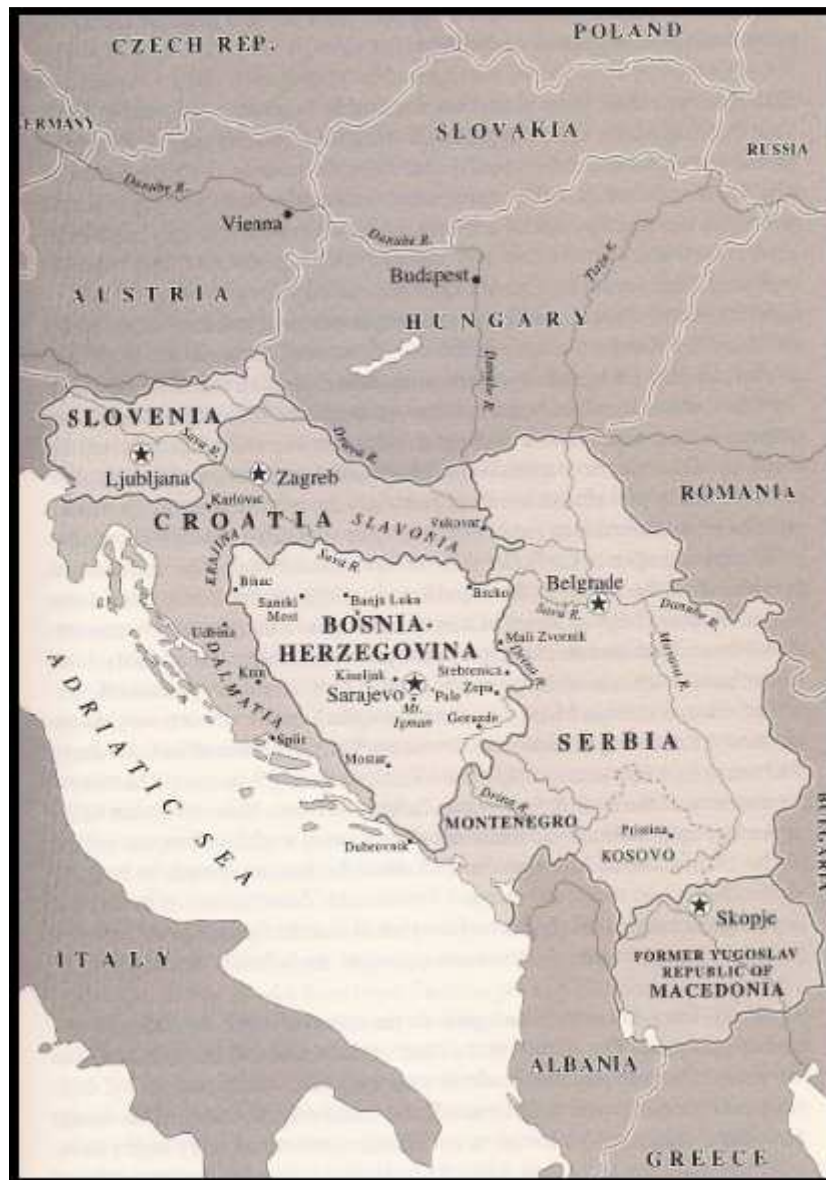 CZECH REP.
POLAND
GERMANY
SLOVAKIA
RUSSIA
Danube R.
Vienna
Danube R.
Tisza R.
Budapest
AUSTRIA
HUNGARY
Danube R.
SLOVENIA
Sava R.
Drava R.
Ljubljana
Zagreb
ROMANIA
Karlovac
CROATIA
SLAVONIA
Vukovar
KRAJINA
Sava R.
Bihac
Belgrade
Sanski
Most
Banja Luka
Brcko
Sava R.
Danube R.
Udbina
BOSNIA-
HERZEGOVINA
Mali Zvornik
Drina R.
Morava R.
DALMATIA
Knin
Kiseljak
Srebrenica
Sarajevo
Pale
Zepa
Mt.
Igman
Gorazde
ADRIATIC SEA
Split
SERBIA
Mostar
Drina R.
MONTENEGRO
Pristina
KOSOVO
BULGARIA
Dubrovnik
Skopje
ITALY
FORMER YUGOSLAV
REPUBLIC OF
MACEDONIA
ALBANIA
GREECE